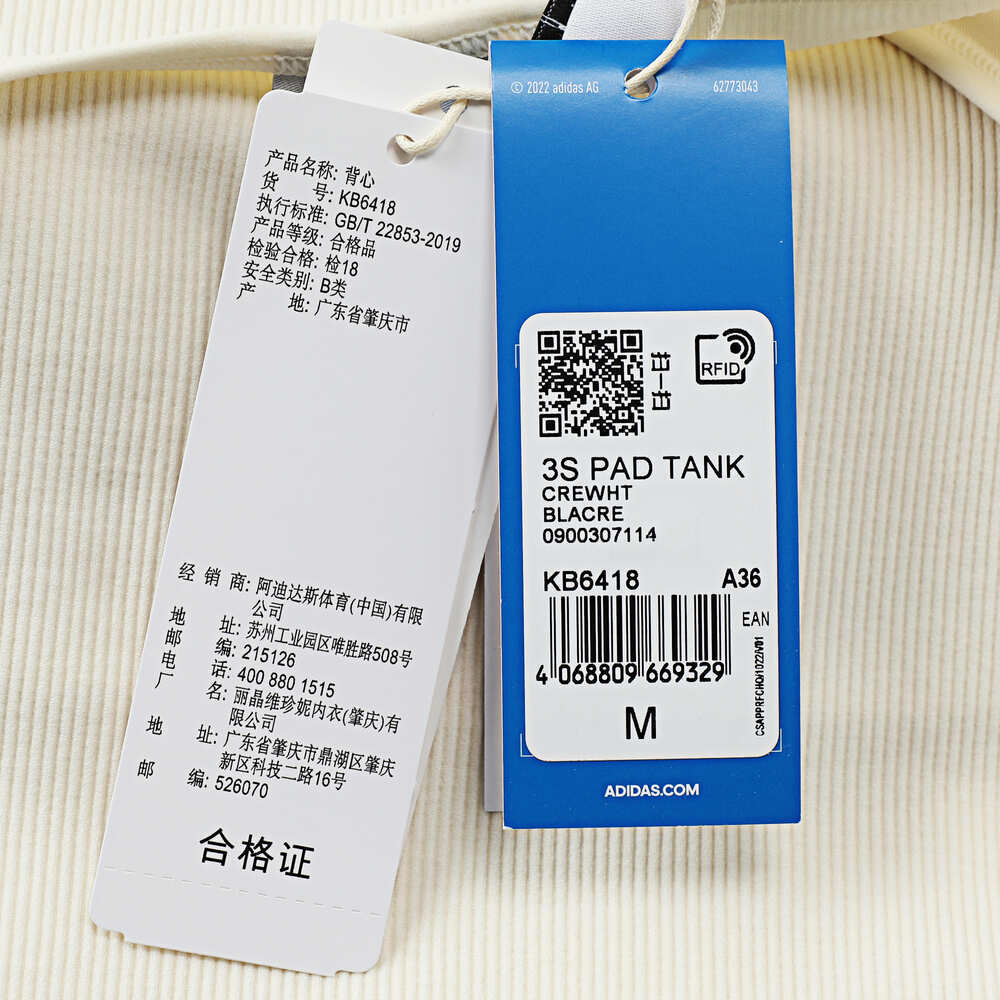 产品名称: 背心
货 号: KB6418
执行标准: GB/T 22853-2019
产品等级: 合格品
检验合格: 检18
安全类别: B类
产 地: 广东省肇庆市
经 销 商: 阿迪达斯体育(中国)有限
公司
地 址: 苏州工业园区唯胜路508号
邮 编: 215126
电 话: 400 880 1515
厂 名: 丽晶维珍妮内衣(肇庆)有
限公司
地 址: 广东省肇庆市鼎湖区肇庆
新区科技二路16号
邮 编: 526070
合格证
© 2022 adidas AG 62773043
扫一扫
RFID
3S PAD TANK
CREWHT
BLACRE
0900307114
KB6418 A36
EAN
4 068809 669329
CSAPPRFCHQ/1022/V01
M
ADIDAS.COM